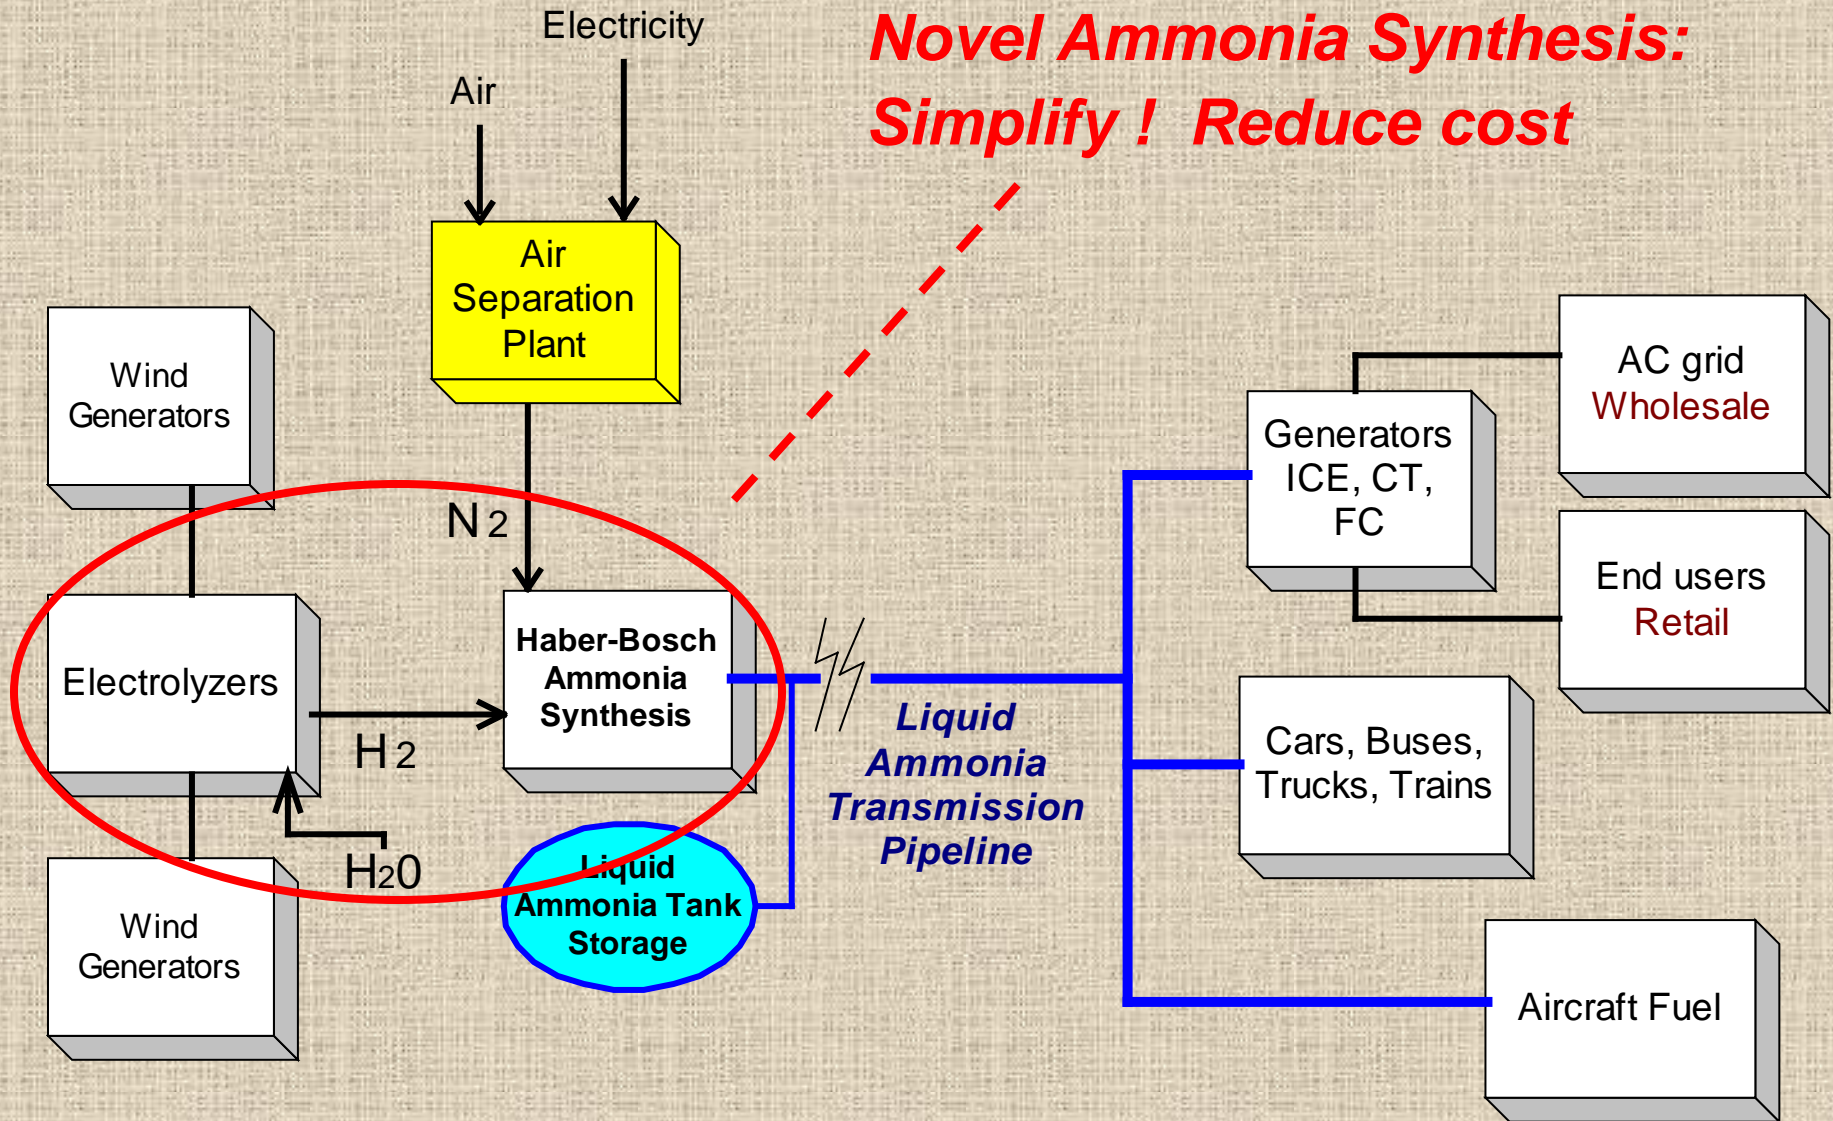 Electricity
Novel Ammonia Synthesis:
Simplify ! Reduce cost
Air
Air
Separation
Plant
Wind
Generators
N 2
Electrolyzers
H 2
H20
Haber-Bosch
Ammonia
Synthesis
Wind
Generators
Liquid
Ammonia Tank
Storage
Liquid
Ammonia
Transmission
Pipeline
Generators
ICE, CT,
FC
AC grid
Wholesale
End users
Retail
Cars, Buses,
Trucks, Trains
Aircraft Fuel